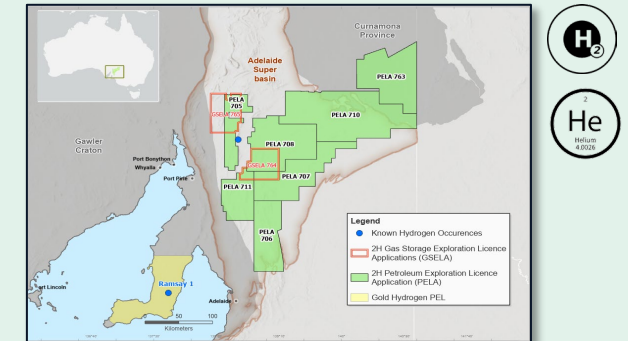 Curnamona
Province
Adelaide
Super
basin
PELA 763
PELA
705
GSELA 765
PELA 710
Gawler
Craton
PELA 708
Port Bonython
Whyalla
GSELA 764
Port Pirie
PELA 707
PELA 711
PELA
706
Legend
Known Hydrogen Occurences
2H Gas Storage Exploration Licence
Applications (GSELA)
2H Petroleum Exploration Licence
Application (PELA)
Gold Hydrogen PEL
Ramsay 1
ort Lincoln
Adelaide
0 50 100
Kilometers
H2
2
He
Helium
4.0026